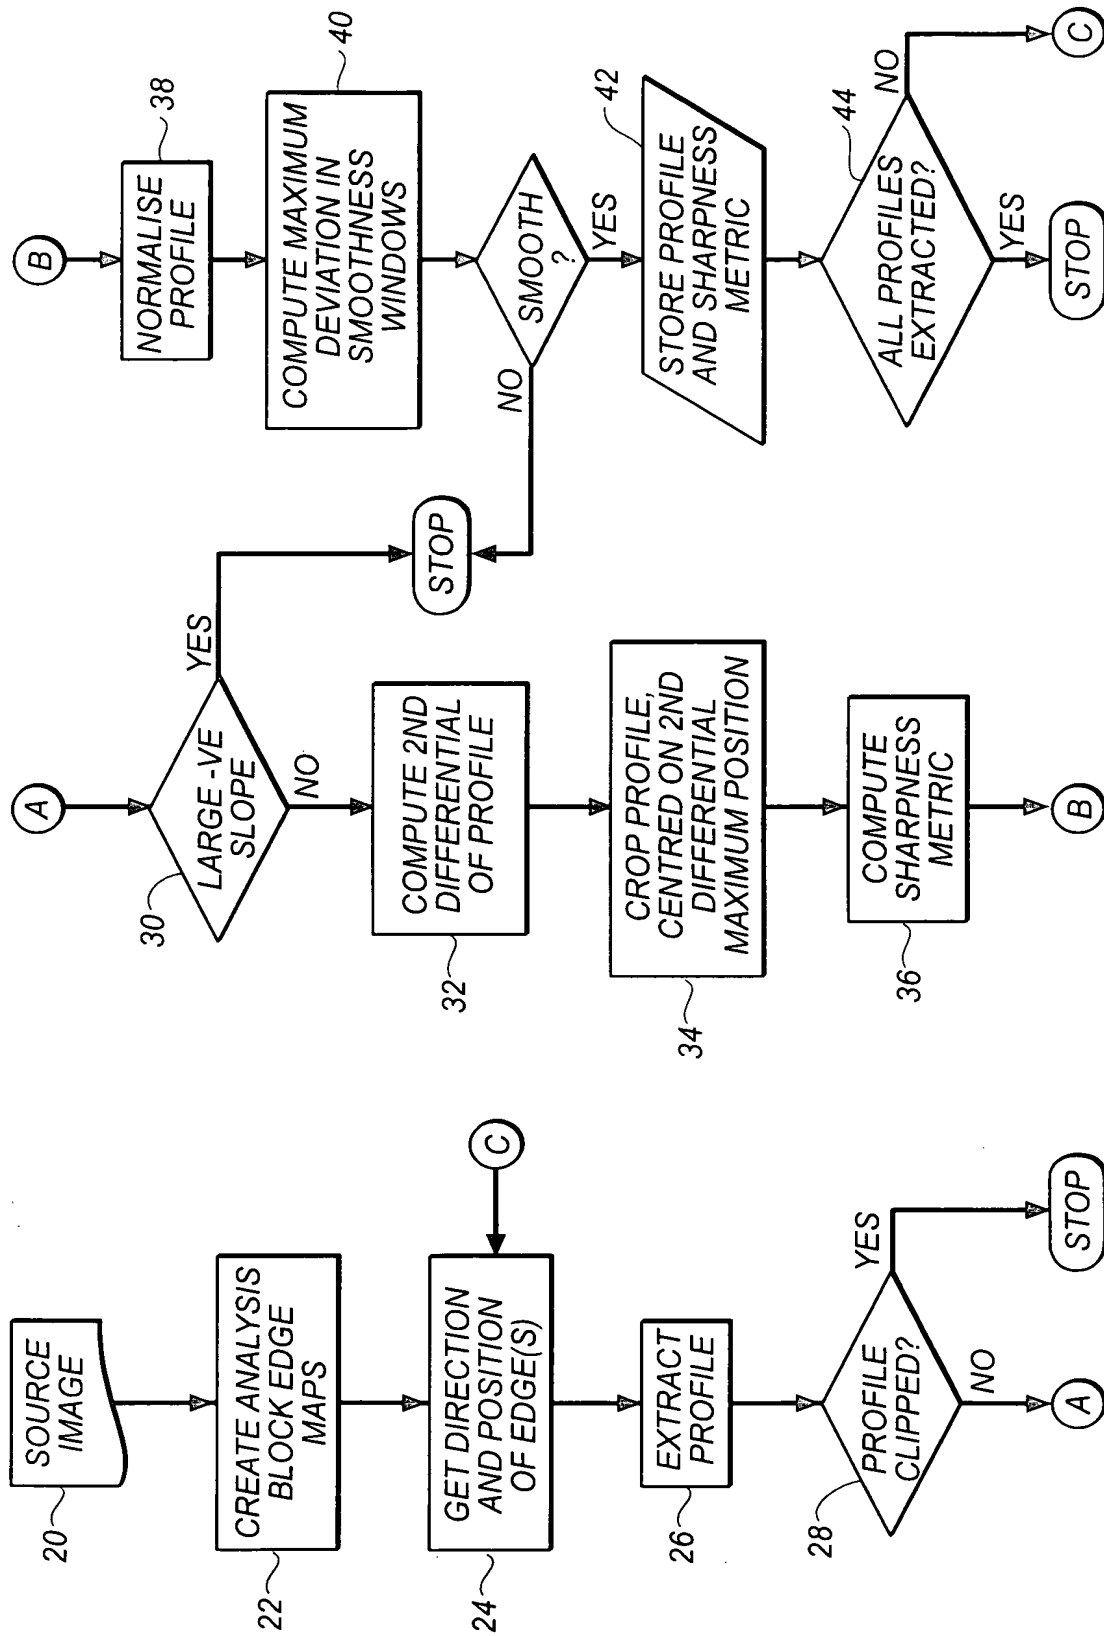 SOURCE
IMAGE
20
CREATE ANALYSIS
BLOCK EDGE
MAPS
22
GET DIRECTION
AND POSITION
OF EDGE(S)
24
C
EXTRACT
PROFILE
26
PROFILE
CLIPPED?
28
YES
STOP
NO
A
A
LARGE -VE
SLOPE
30
YES
STOP
NO
COMPUTE 2ND
DIFFERENTIAL
OF PROFILE
32
CROP PROFILE,
CENTRED ON 2ND
DIFFERENTIAL
MAXIMUM POSITION
34
COMPUTE
SHARPNESS
METRIC
36
B
B
NORMALISE
PROFILE
38
COMPUTE MAXIMUM
DEVIATION IN
SMOOTHNESS
WINDOWS
40
SMOOTH
?
NO
YES
STORE PROFILE
AND SHARPNESS
METRIC
42
ALL PROFILES
EXTRACTED?
44
NO
C
YES
STOP